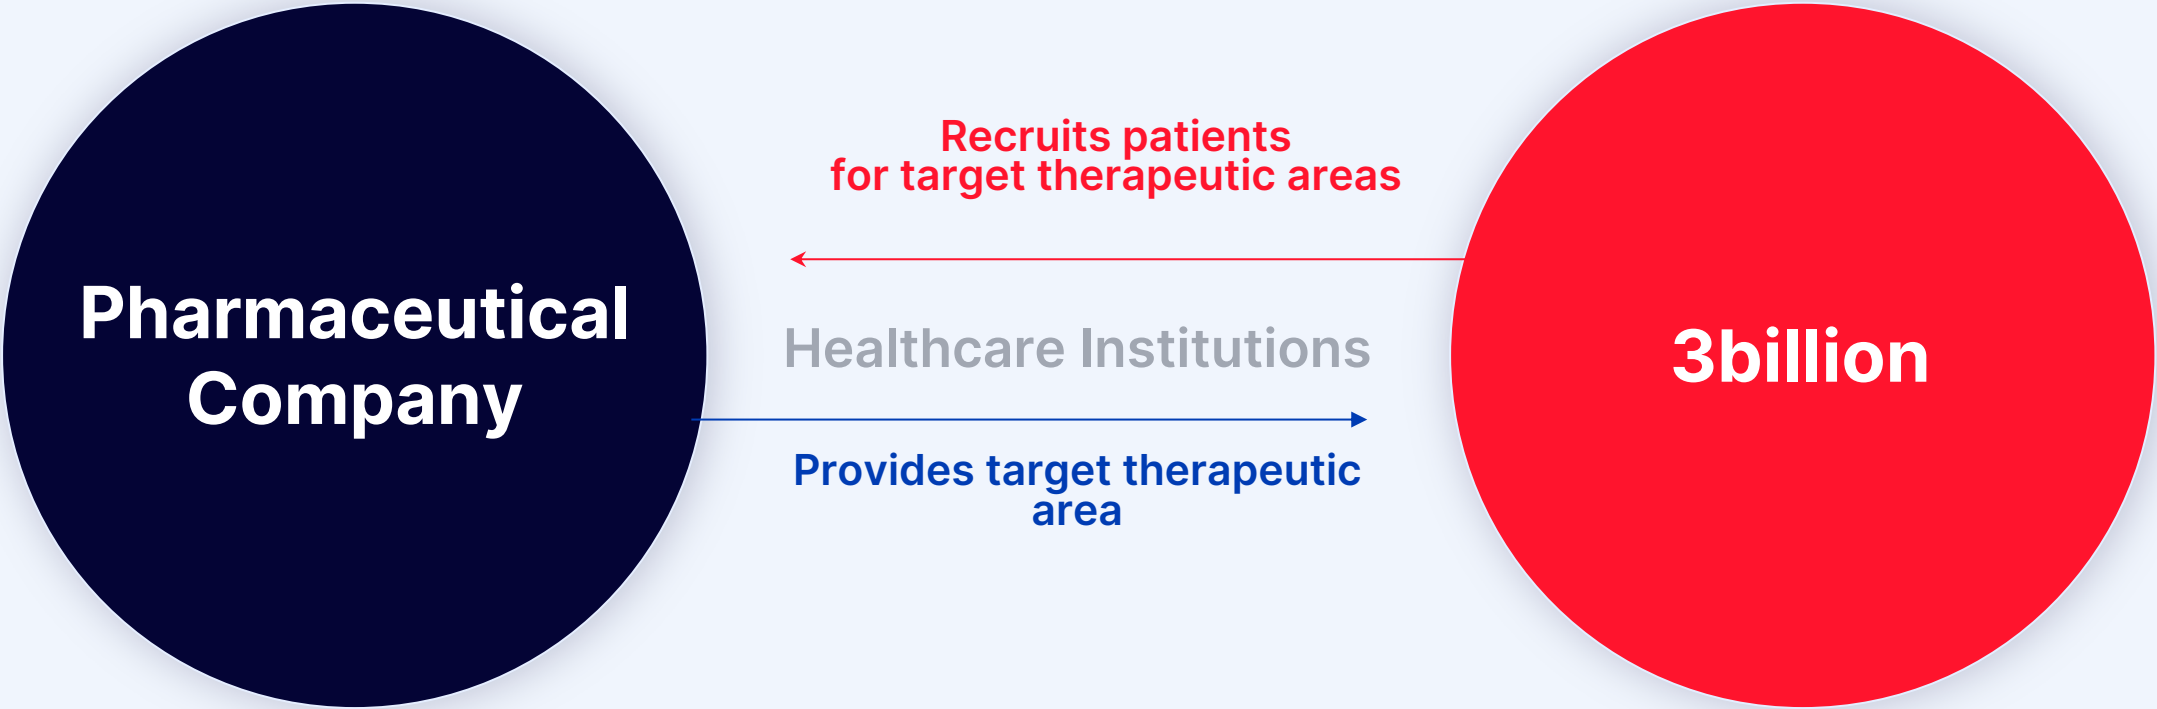 Pharmaceutical
Company
Recruits patients
for target therapeutic areas
Healthcare Institutions
Provides target therapeutic
area
3billion